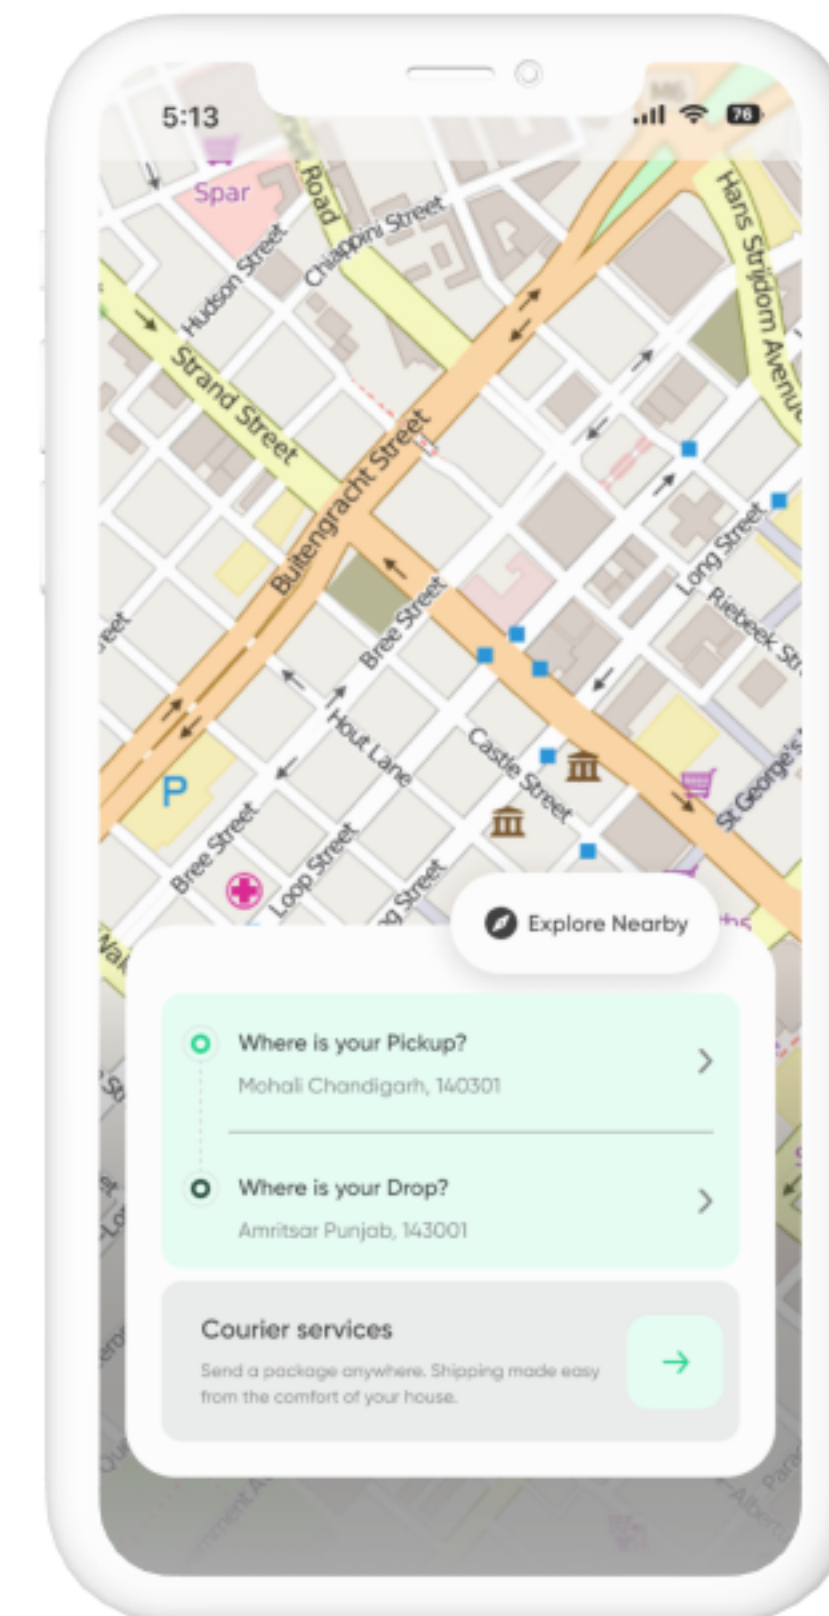 5:13
M6
76
Spar
Road
Chiappini Street
Hudson Street
Hans Strijdom Avenue
Strand Street
Buitengracht Street
Long Street
Riebeek
Bree Street
Hout Lane
Castle Street
St George's
P
Bree Street
Loop Street
Street
Explore Nearby
Where is your Pickup?
Mohali Chandigarh, 140301
Where is your Drop?
Amritsar Punjab, 143001
Courier services
Send a package anywhere. Shipping made easy
from the comfort of your house.